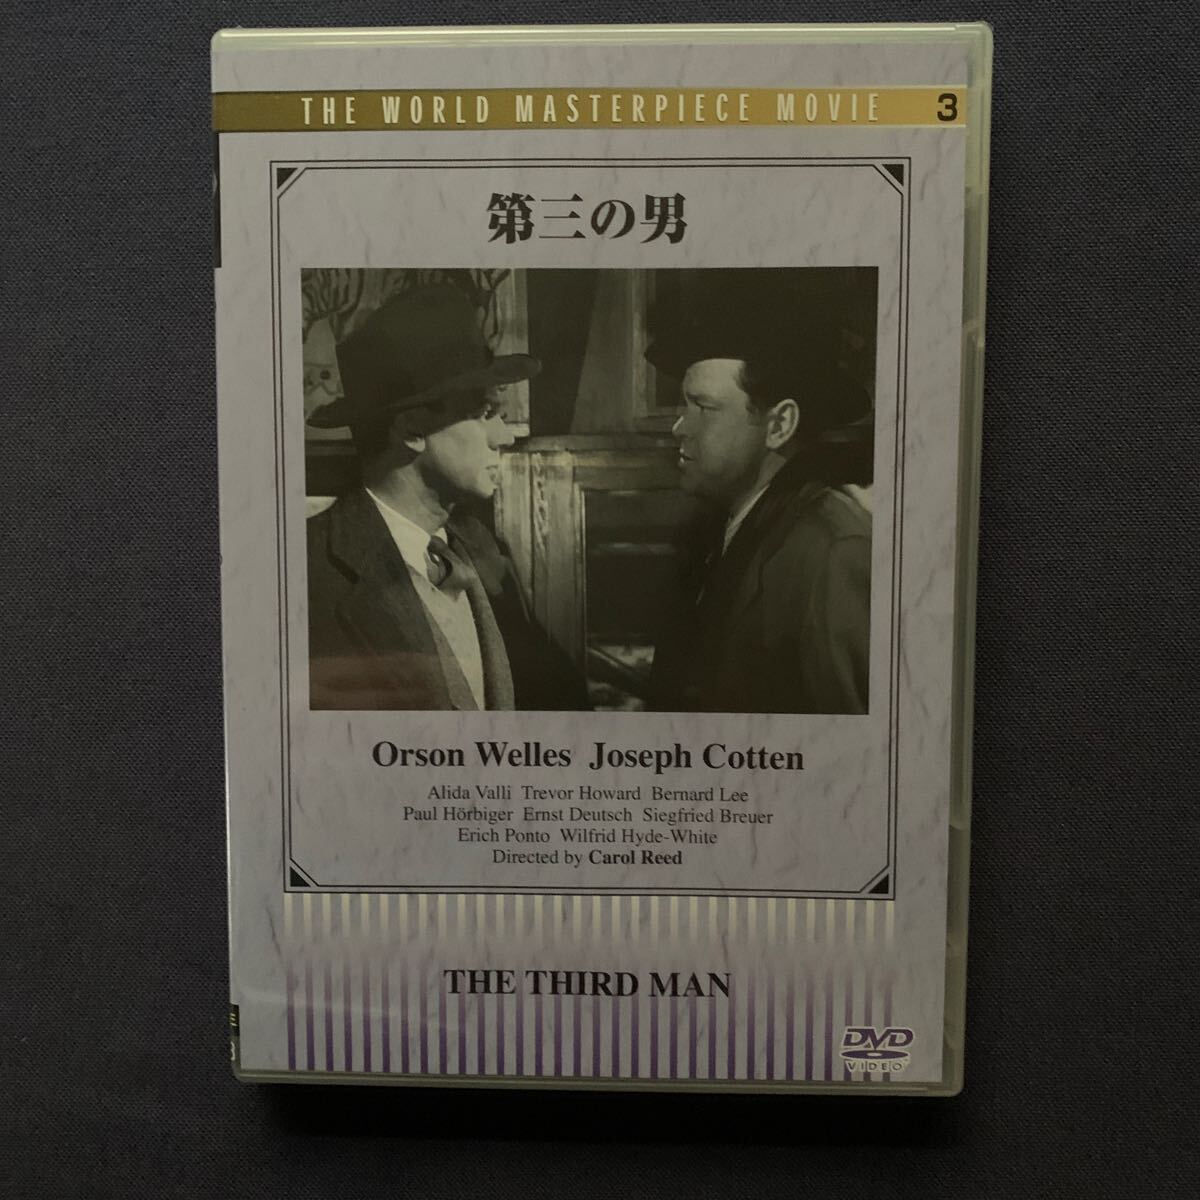 THE WORLD MASTERPIECE MOVIE 3
第三の男
Orson Welles Joseph Cotten
Alida Valli Trevor Howard Bernard Lee
Paul Hörbiger Ernst Deutsch Siegfried Breuer
Erich Ponto Wilfrid Hyde-White
Directed by Carol Reed
THE THIRD MAN
DVD
VIDEO